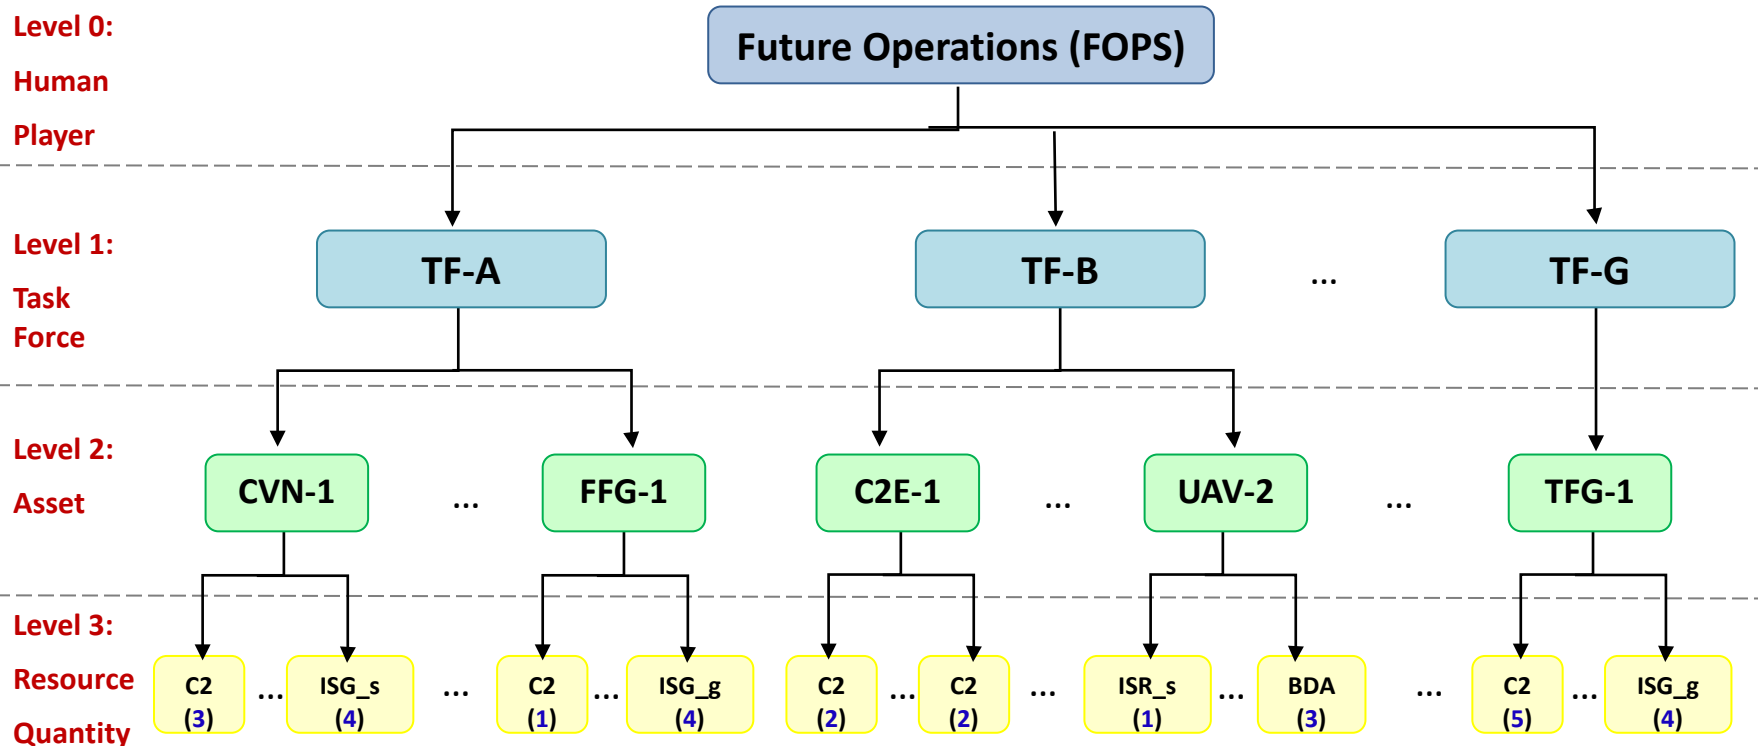 Level 0:
Human
Player
Future Operations (FOPS)
Level 1:
Task
Force
TF-A
TF-B
...
TF-G
Level 2:
Asset
CVN-1
...
FFG-1
C2E-1
...
UAV-2
...
TFG-1
Level 3:
Resource
Quantity
C2
(3)
...
ISG_s
(4)
...
C2
(1)
...
ISG_g
(4)
C2
(2)
...
C2
(2)
...
ISR_s
(1)
...
BDA
(3)
...
C2
(5)
...
ISG_g
(4)